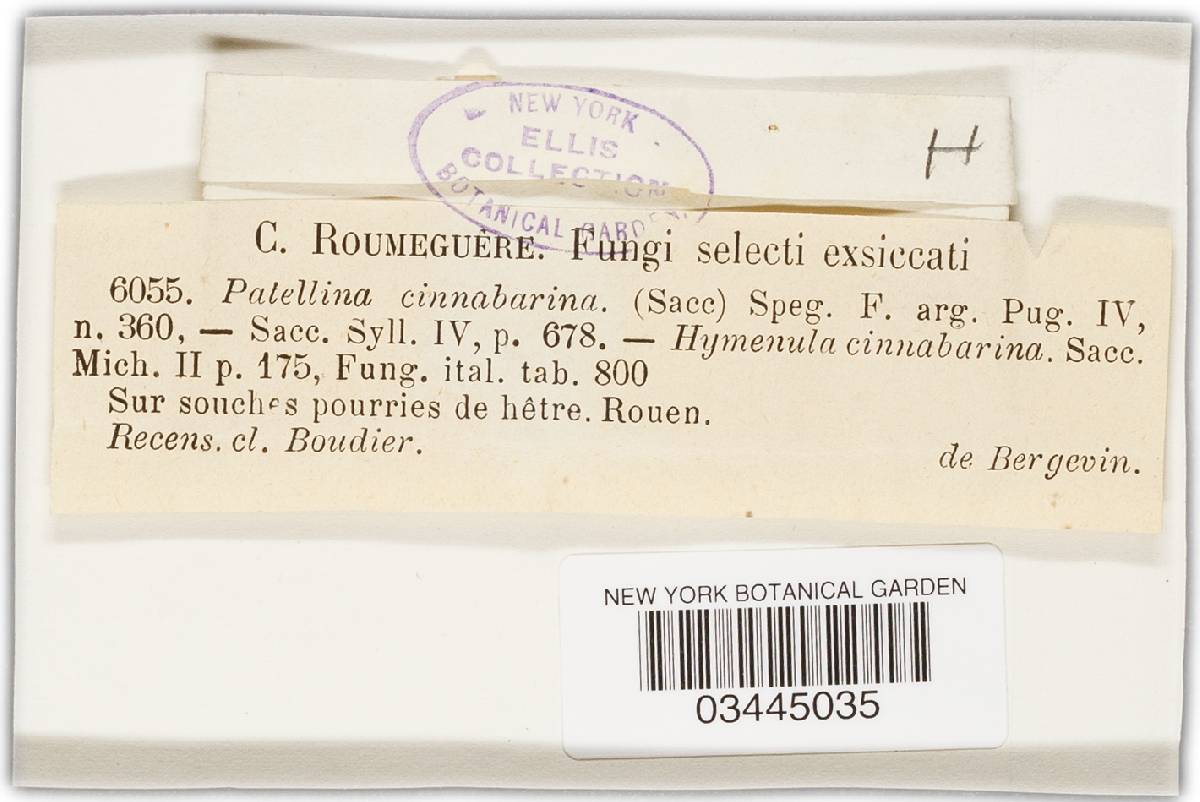 NEW YORK
ELLIS
COLLECTION
BOTANICAL GARDEN
H
C. ROUMEGUÈRE. Fungi selecti exsiccati
6055. Patellina cinnabarina. (Sacc) Speg. F. arg. Pug. IV,
n. 360, — Sacc. Syll. IV, p. 678. — Hymenula cinnabarina. Sacc.
Mich. II p. 175, Fung. ital. tab. 800
Sur souches pourries de hêtre. Rouen.
Recens. cl. Boudier.
de Bergevin.
NEW YORK BOTANICAL GARDEN
03445035